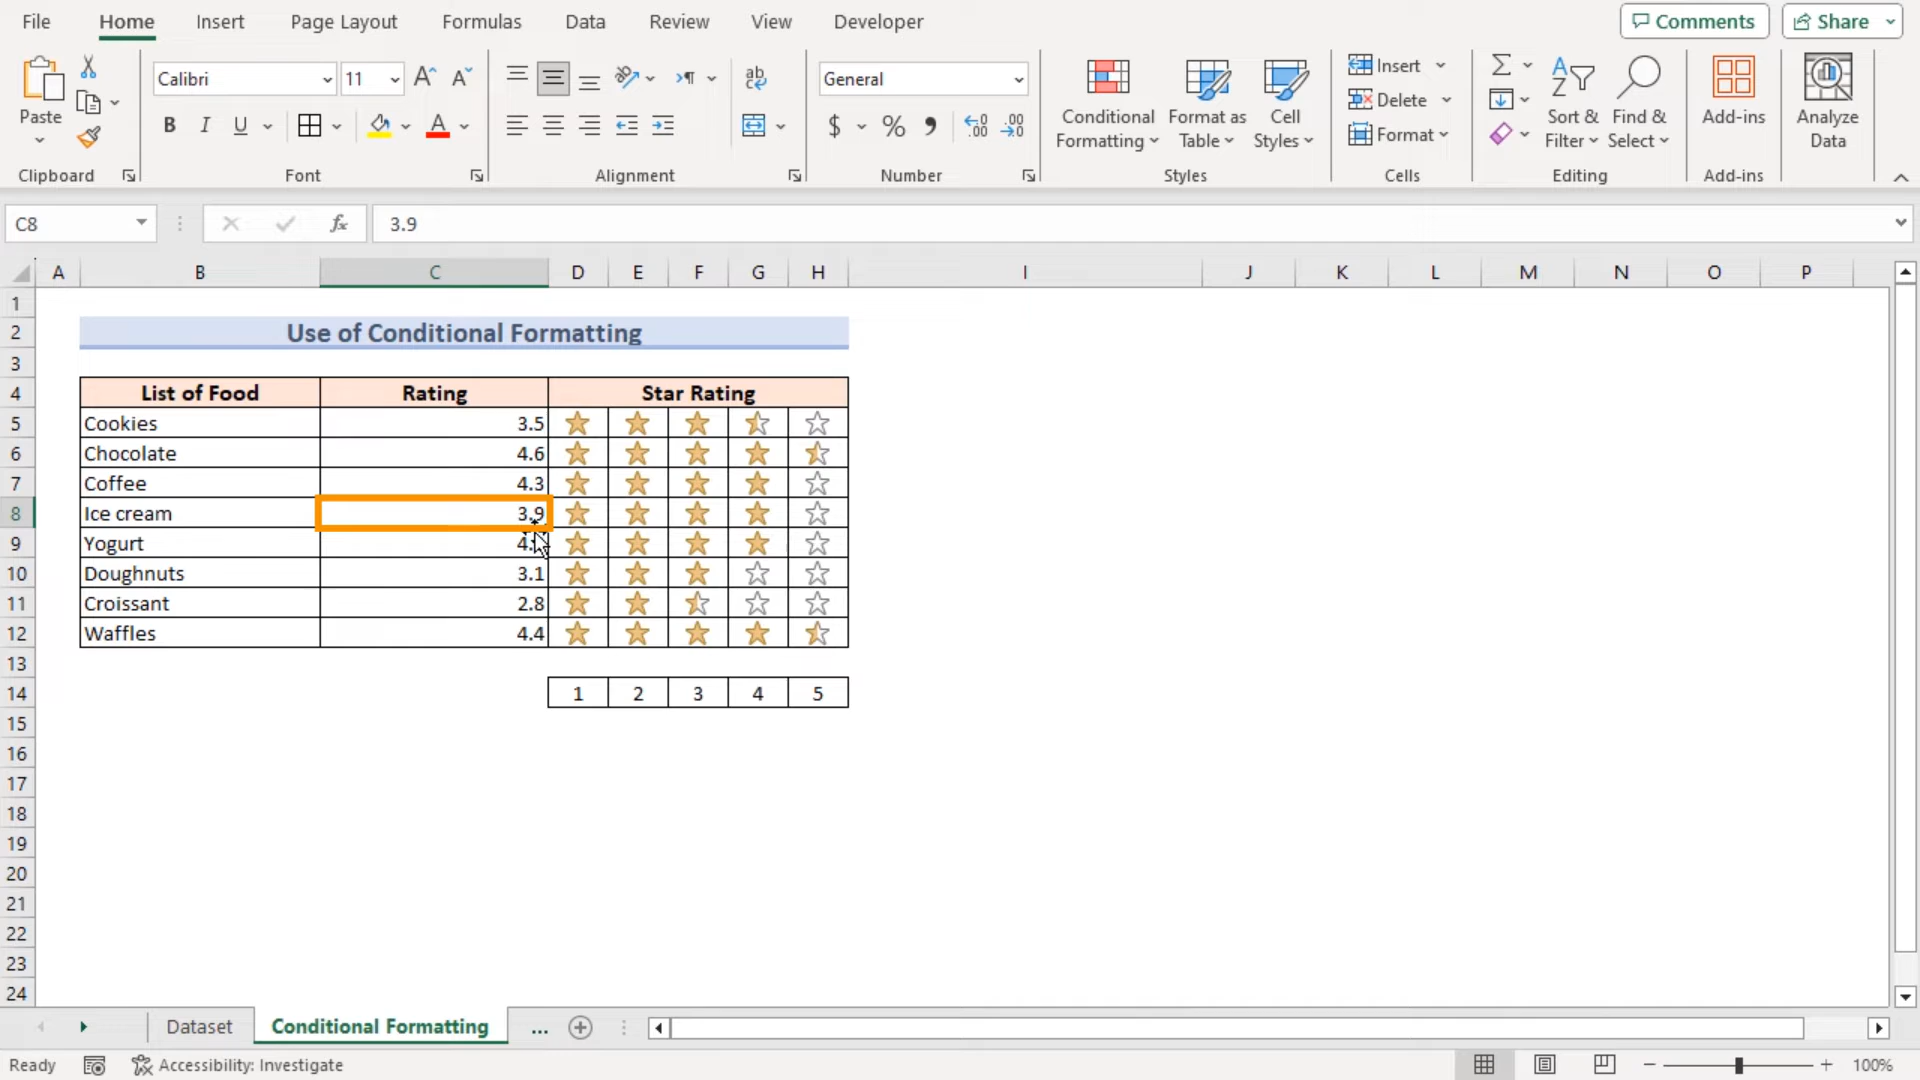 File Home Insert Page Layout Formulas Data Review View Developer Comments Share
Paste
Calibri 11
General
Conditional Formatting
Format as Table
Cell Styles
Insert
Delete
Format
Sort & Filter
Find & Select
Add-ins
Analyze Data
Clipboard Font Alignment Number Styles Cells Editing Add-ins
C8 fx 3.9
A B C D E F G H I J K L M N O P
1
2 Use of Conditional Formatting
3
4 List of Food Rating Star Rating
5 Cookies 3.5
6 Chocolate 4.6
7 Coffee 4.3
8 Ice cream 3.9
9 Yogurt
10 Doughnuts 3.1
11 Croissant 2.8
12 Waffles 4.4
13
14 1 2 3 4 5
15
16
17
18
19
20
21
22
23
24
Dataset Conditional Formatting ...
Ready Accessibility: Investigate 100%